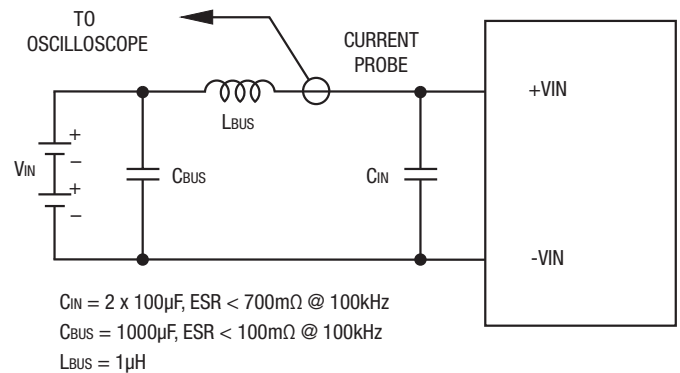 TO
OSCILLOSCOPE
CURRENT
PROBE
+VIN
LBUS
+
VIN
−
+
−
CBUS
CIN
-VIN
CIN = 2 x 100µF, ESR < 700mΩ @ 100kHz
CBUS = 1000µF, ESR < 100mΩ @ 100kHz
LBUS = 1µH